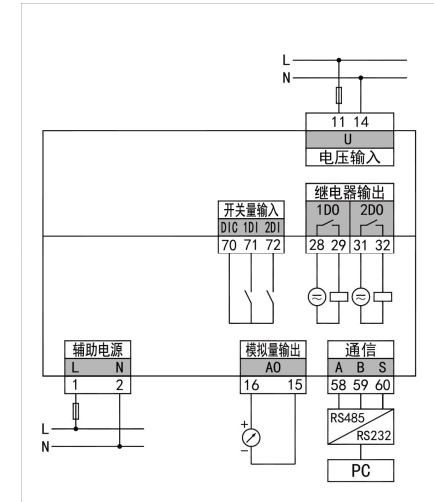 L
N
11 14
U
电压输入
开关量输入
DIC 1DI 2DI
70 71 72
继电器输出
1DO 2DO
28 29 31 32
辅助电源
L N
1 2
L
N
模拟量输出
AO
16 15
+
-
通信
A B S
58 59 60
RS485
RS232
PC